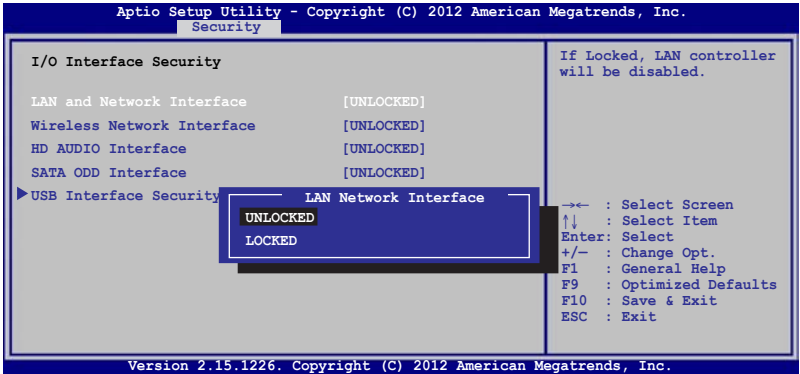 Aptio Setup Utility - Copyright (C) 2012 American Megatrends, Inc.
Security
I/O Interface Security
LAN and Network Interface [UNLOCKED]
Wireless Network Interface [UNLOCKED]
HD AUDIO Interface [UNLOCKED]
SATA ODD Interface [UNLOCKED]
USB Interface Security
LAN Network Interface
UNLOCKED
LOCKED
If Locked, LAN controller
will be disabled.
→← : Select Screen
↑↓ : Select Item
Enter: Select
+/— : Change Opt.
F1 : General Help
F9 : Optimized Defaults
F10 : Save & Exit
ESC : Exit
Version 2.15.1226. Copyright (C) 2012 American Megatrends, Inc.